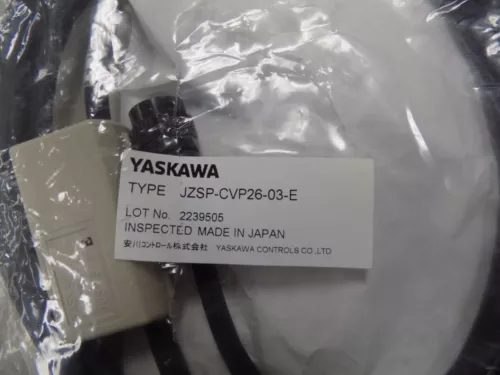 YASKAWA
TYPE JZSP-CVP26-03-E
LOT No. 2239505
INSPECTED MADE IN JAPAN
安川コントロール株式会社 YASKAWA CONTROLS CO.,LTD